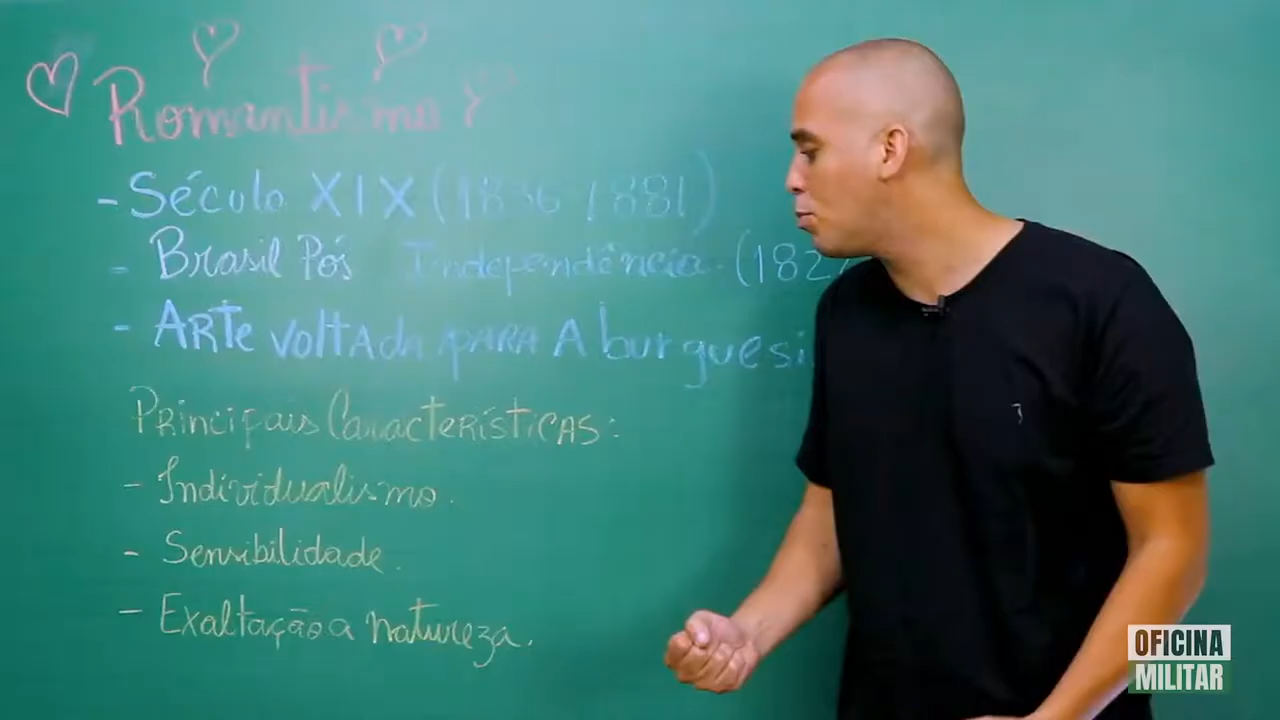 Romantismo
- Século XIX (1836-1881)
- Brasil Pós Independência. (182
- ARTE voltada PARA A burguesi
Principais Características:
- Individualismo.
- Sensibilidade.
- Exaltação a natureza.
OFICINA
MILITAR